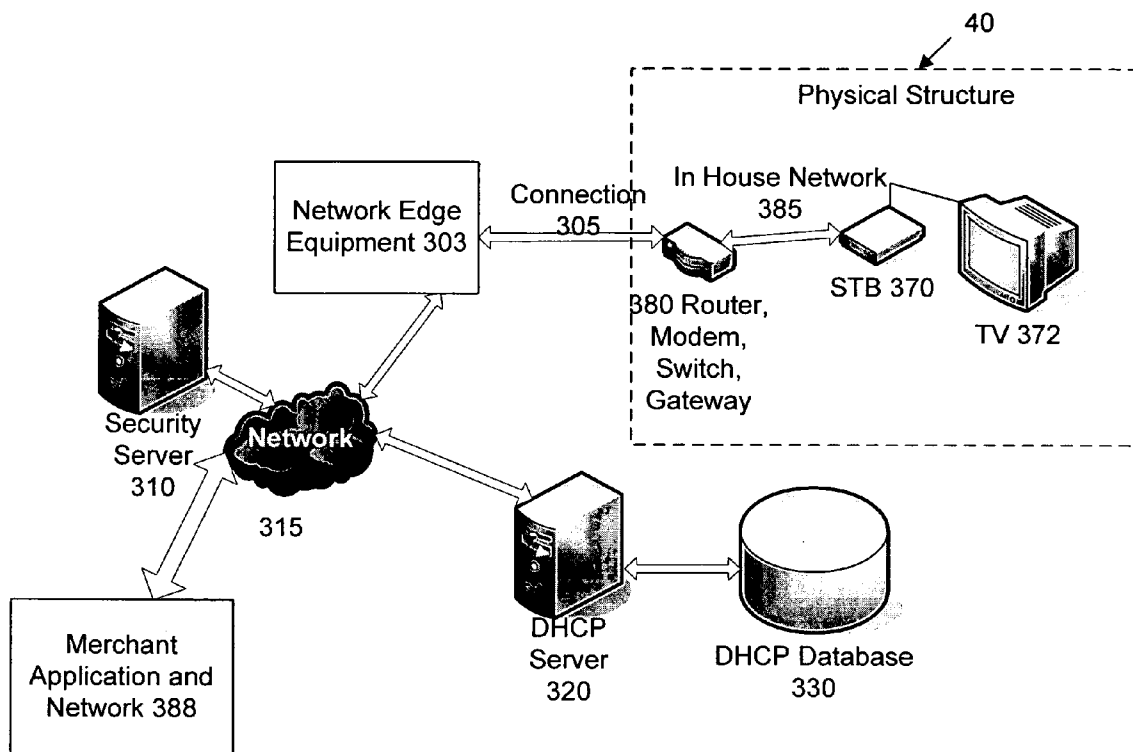 40
Physical Structure
Network Edge
Equipment 303
Connection
305
In House Network
385
STB 370
TV 372
380 Router,
Modem,
Switch,
Gateway
Security
Server
310
Network
315
DHCP
Server
320
DHCP Database
330
Merchant
Application and
Network 388